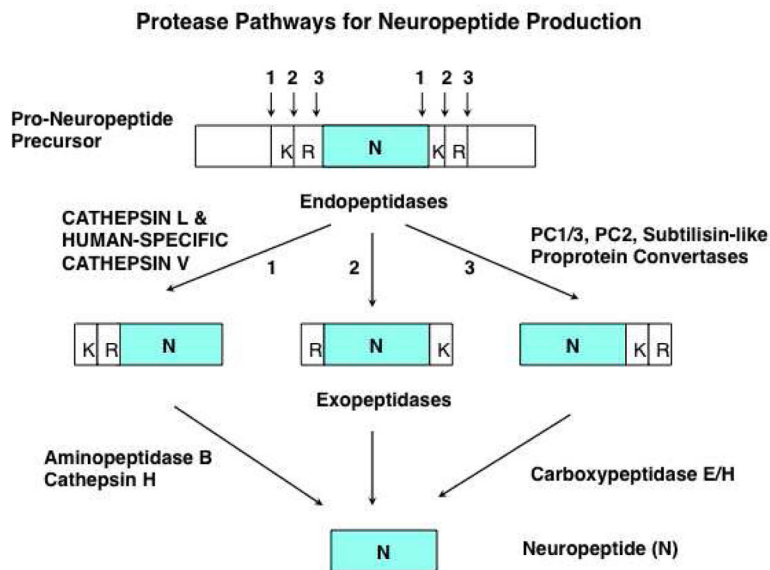 Protease Pathways for Neuropeptide Production
1 2 3 1 2 3
Pro-Neuropeptide
Precursor
K R N K R
Endopeptidases
CATHEPSIN L &
HUMAN-SPECIFIC
CATHEPSIN V
PC1/3, PC2, Subtilisin-like
Proprotein Convertases
1 2 3
K R N
R N K
N K R
Exopeptidases
Aminopeptidase B
Cathepsin H
Carboxypeptidase E/H
N
Neuropeptide (N)